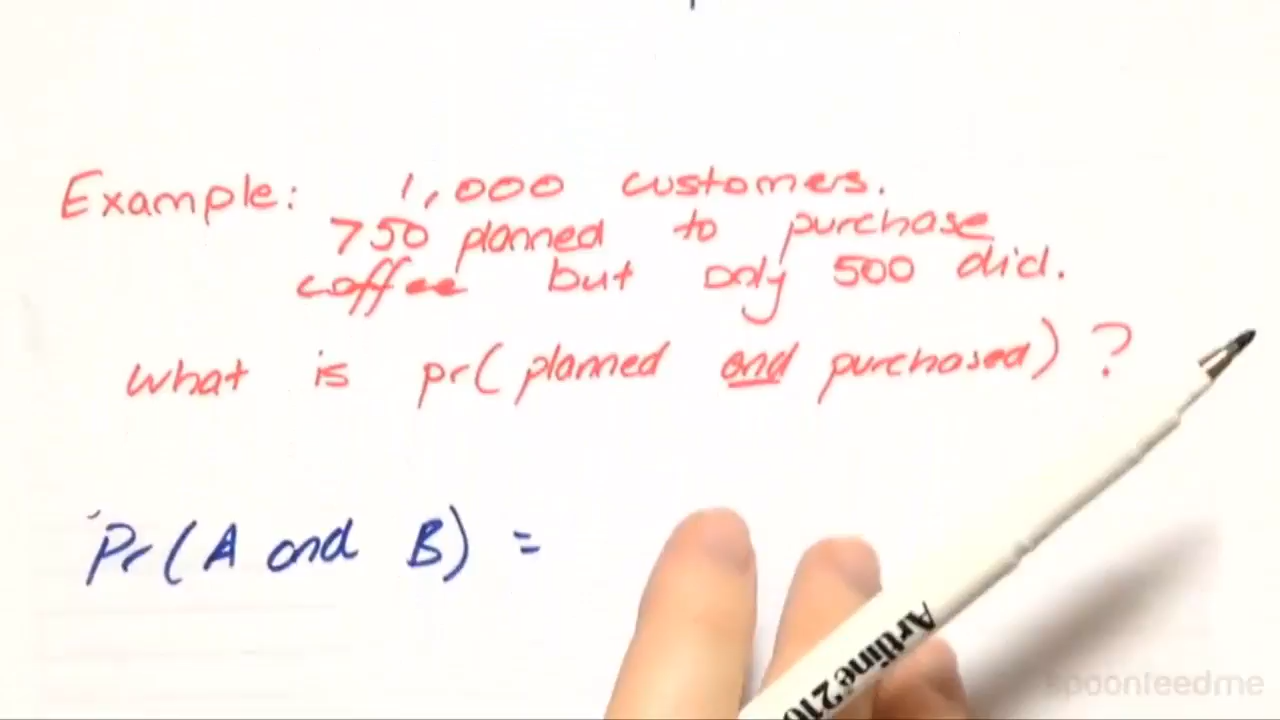 Example: 1,000 customers.
750 planned to purchase
coffee but only 500 did.
What is pr(planned and purchased)?
Pr(A and B) =
Artline 210
spoonfeedme